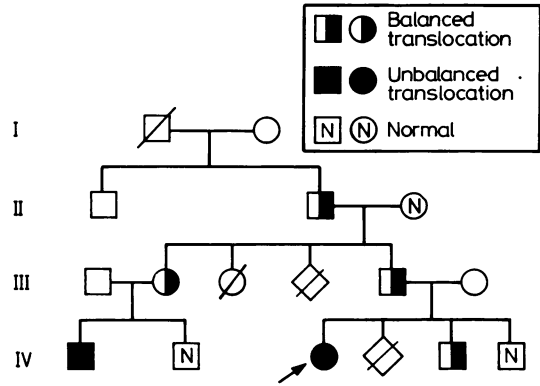 Balanced
translocation
Unbalanced
translocation
N N Normal
I
II
N
III
IV
N
N